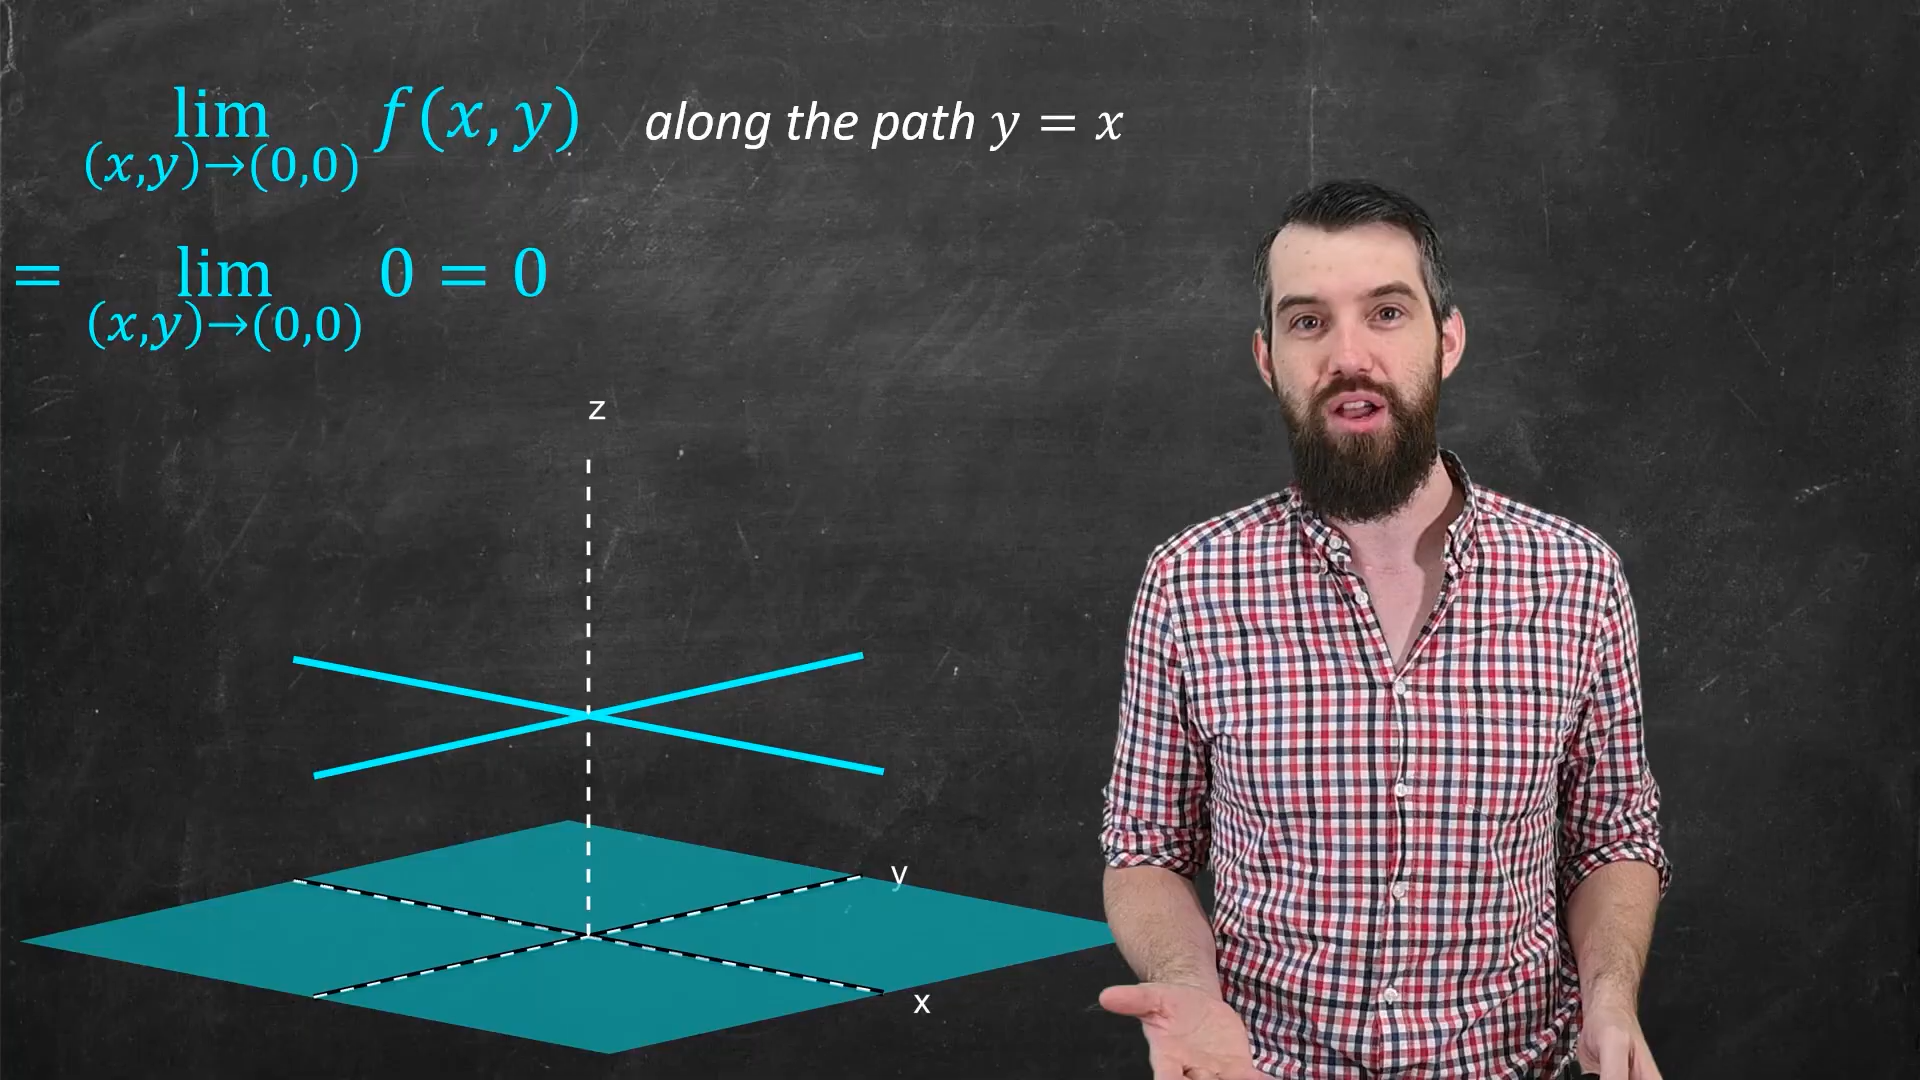 lim f(x, y) along the path y = x
(x,y)→(0,0)
= lim 0 = 0
(x,y)→(0,0)
z
y
x